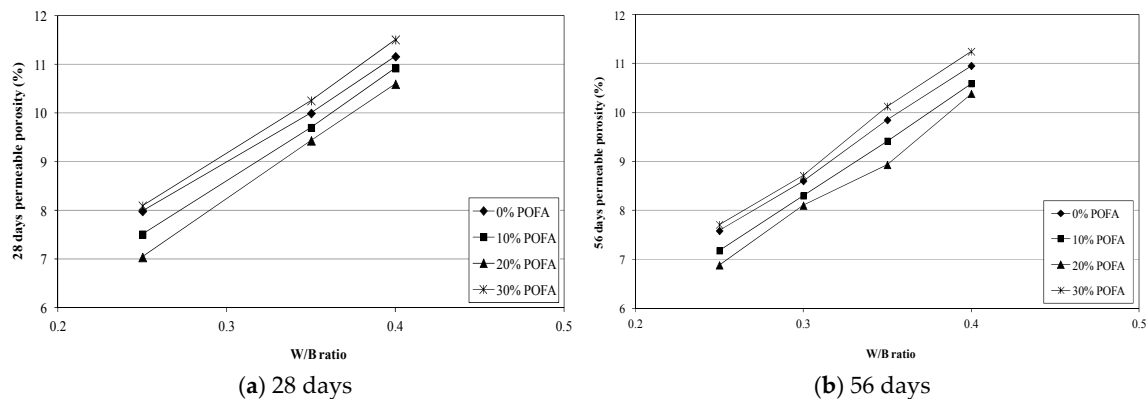 12
11
10
9
8
7
6
0.2
0.3
0.4
0.5
28 days permeable porosity (%)
W/B ratio
0% POFA
10% POFA
20% POFA
30% POFA
(a) 28 days
12
11
10
9
8
7
6
0.2
0.3
0.4
0.5
56 days permeable porosity (%)
W/B ratio
0% POFA
10% POFA
20% POFA
30% POFA
(b) 56 days